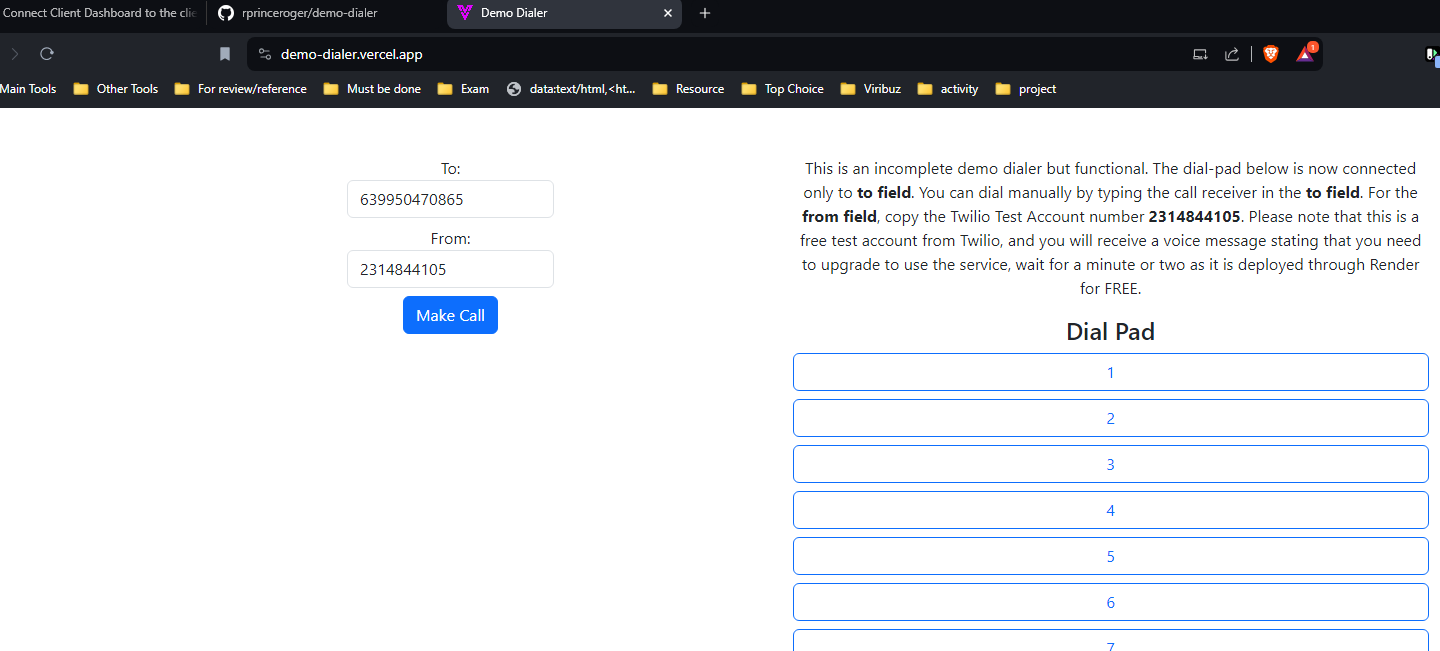 Connect Client Dashboard to the clie
rprinceroger/demo-dialer
Demo Dialer
demo-dialer.vercel.app
1
Main Tools
Other Tools
For review/reference
Must be done
Exam
data:text/html,<ht...
Resource
Top Choice
Viribuz
activity
project
To:
639950470865
From:
2314844105
Make Call
This is an incomplete demo dialer but functional. The dial-pad below is now connected
only to to field. You can dial manually by typing the call receiver in the to field. For the
from field, copy the Twilio Test Account number 2314844105. Please note that this is a
free test account from Twilio, and you will receive a voice message stating that you need
to upgrade to use the service, wait for a minute or two as it is deployed through Render
for FREE.
Dial Pad
1
2
3
4
5
6
7